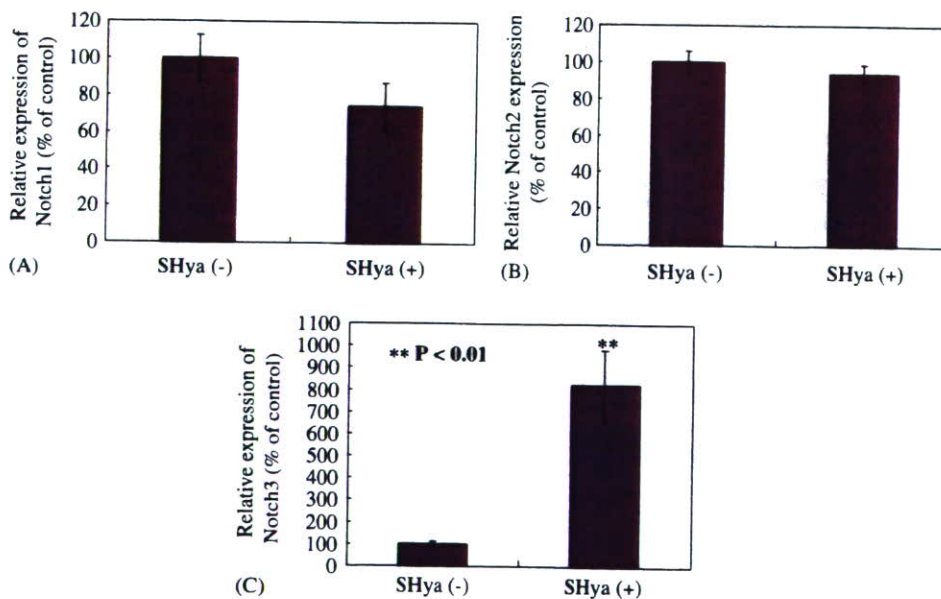 Relative expression of
Notch1 (% of control)
120
100
80
60
40
20
0
SHya (-)
SHya (+)
(A)
Relative Notch2 expression
(% of control)
120
100
80
60
40
120
0
SHya (-)
SHya (+)
(B)
Relative expression of
Notch3 (% of control)
1100
1000
900
800
700
600
500
400
300
200
100
0
** P < 0.01
**
SHya (-)
SHya (+)
(C)